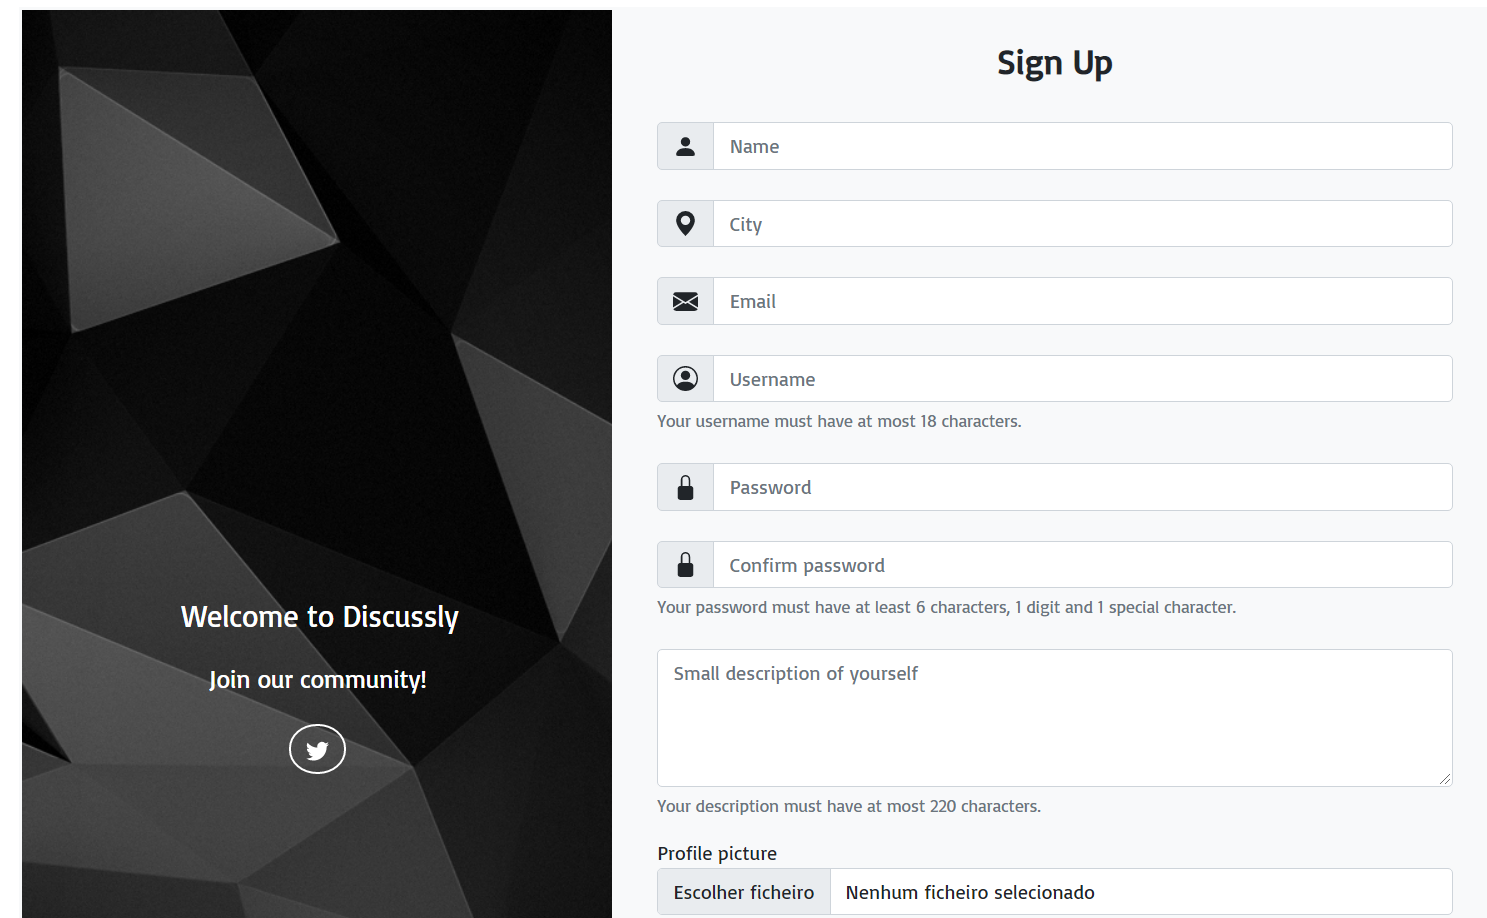 Welcome to Discussly
Join our community!
Sign Up
Name
City
Email
Username
Your username must have at most 18 characters.
Password
Confirm password
Your password must have at least 6 characters, 1 digit and 1 special character.
Small description of yourself
Your description must have at most 220 characters.
Profile picture
Escolher ficheiro Nenhum ficheiro selecionado